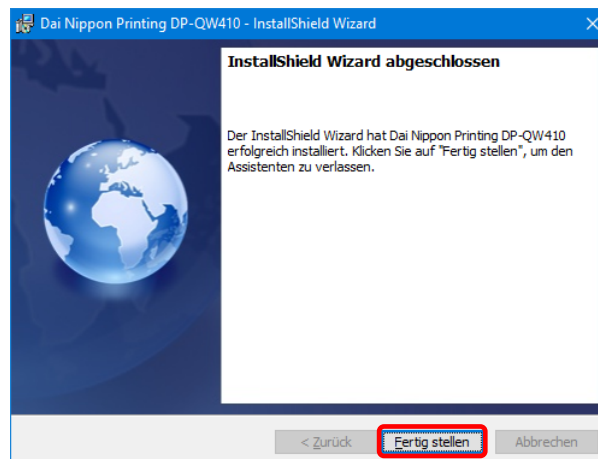 Dai Nippon Printing DP-QW410 - InstallShield Wizard
InstallShield Wizard abgeschlossen
Der InstallShield Wizard hat Dai Nippon Printing DP-QW410
erfolgreich installiert. Klicken Sie auf "Fertig stellen", um den
Assistenten zu verlassen.
< Zurück Fertig stellen Abbrechen